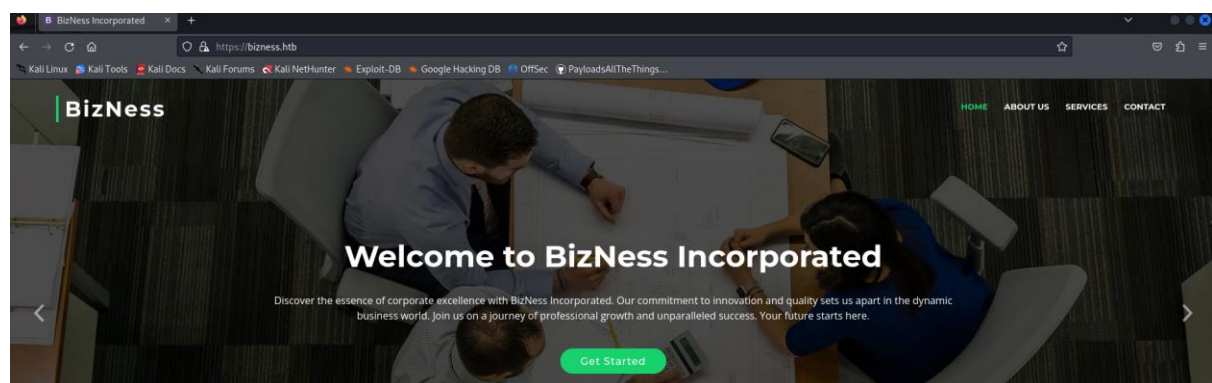 B BizNess Incorporated × +
https://bizness.htb
Kali Linux Kali Tools Kali Docs Kali Forums Kali NetHunter Exploit-DB Google Hacking DB OffSec PayloadsAllTheThings...
BizNess
HOME ABOUT US SERVICES CONTACT
Welcome to BizNess Incorporated
Discover the essence of corporate excellence with BizNess Incorporated. Our commitment to innovation and quality sets us apart in the dynamic
business world. Join us on a journey of professional growth and unparalleled success. Your future starts here.
Get Started